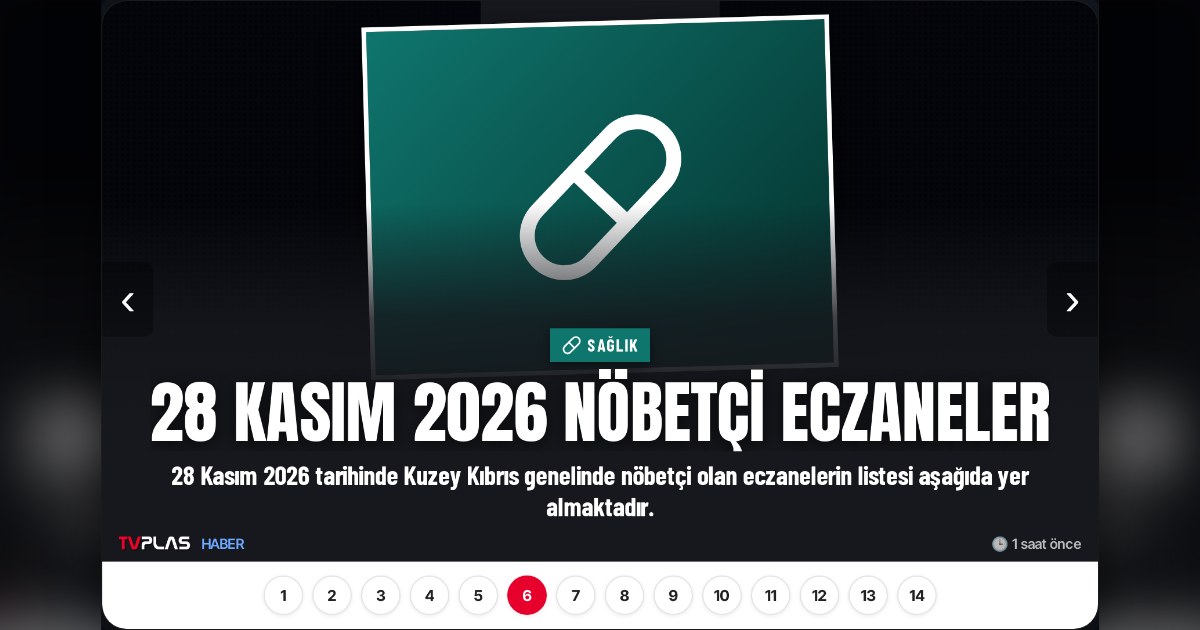 SAĞLIK
28 KASIM 2026 NÖBETÇİ ECZANELER
28 Kasım 2026 tarihinde Kuzey Kıbrıs genelinde nöbetçi olan eczanelerin listesi aşağıda yer
almaktadır.
TVPLAS HABER
1 saat önce
1 2 3 4 5 6 7 8 9 10 11 12 13 14